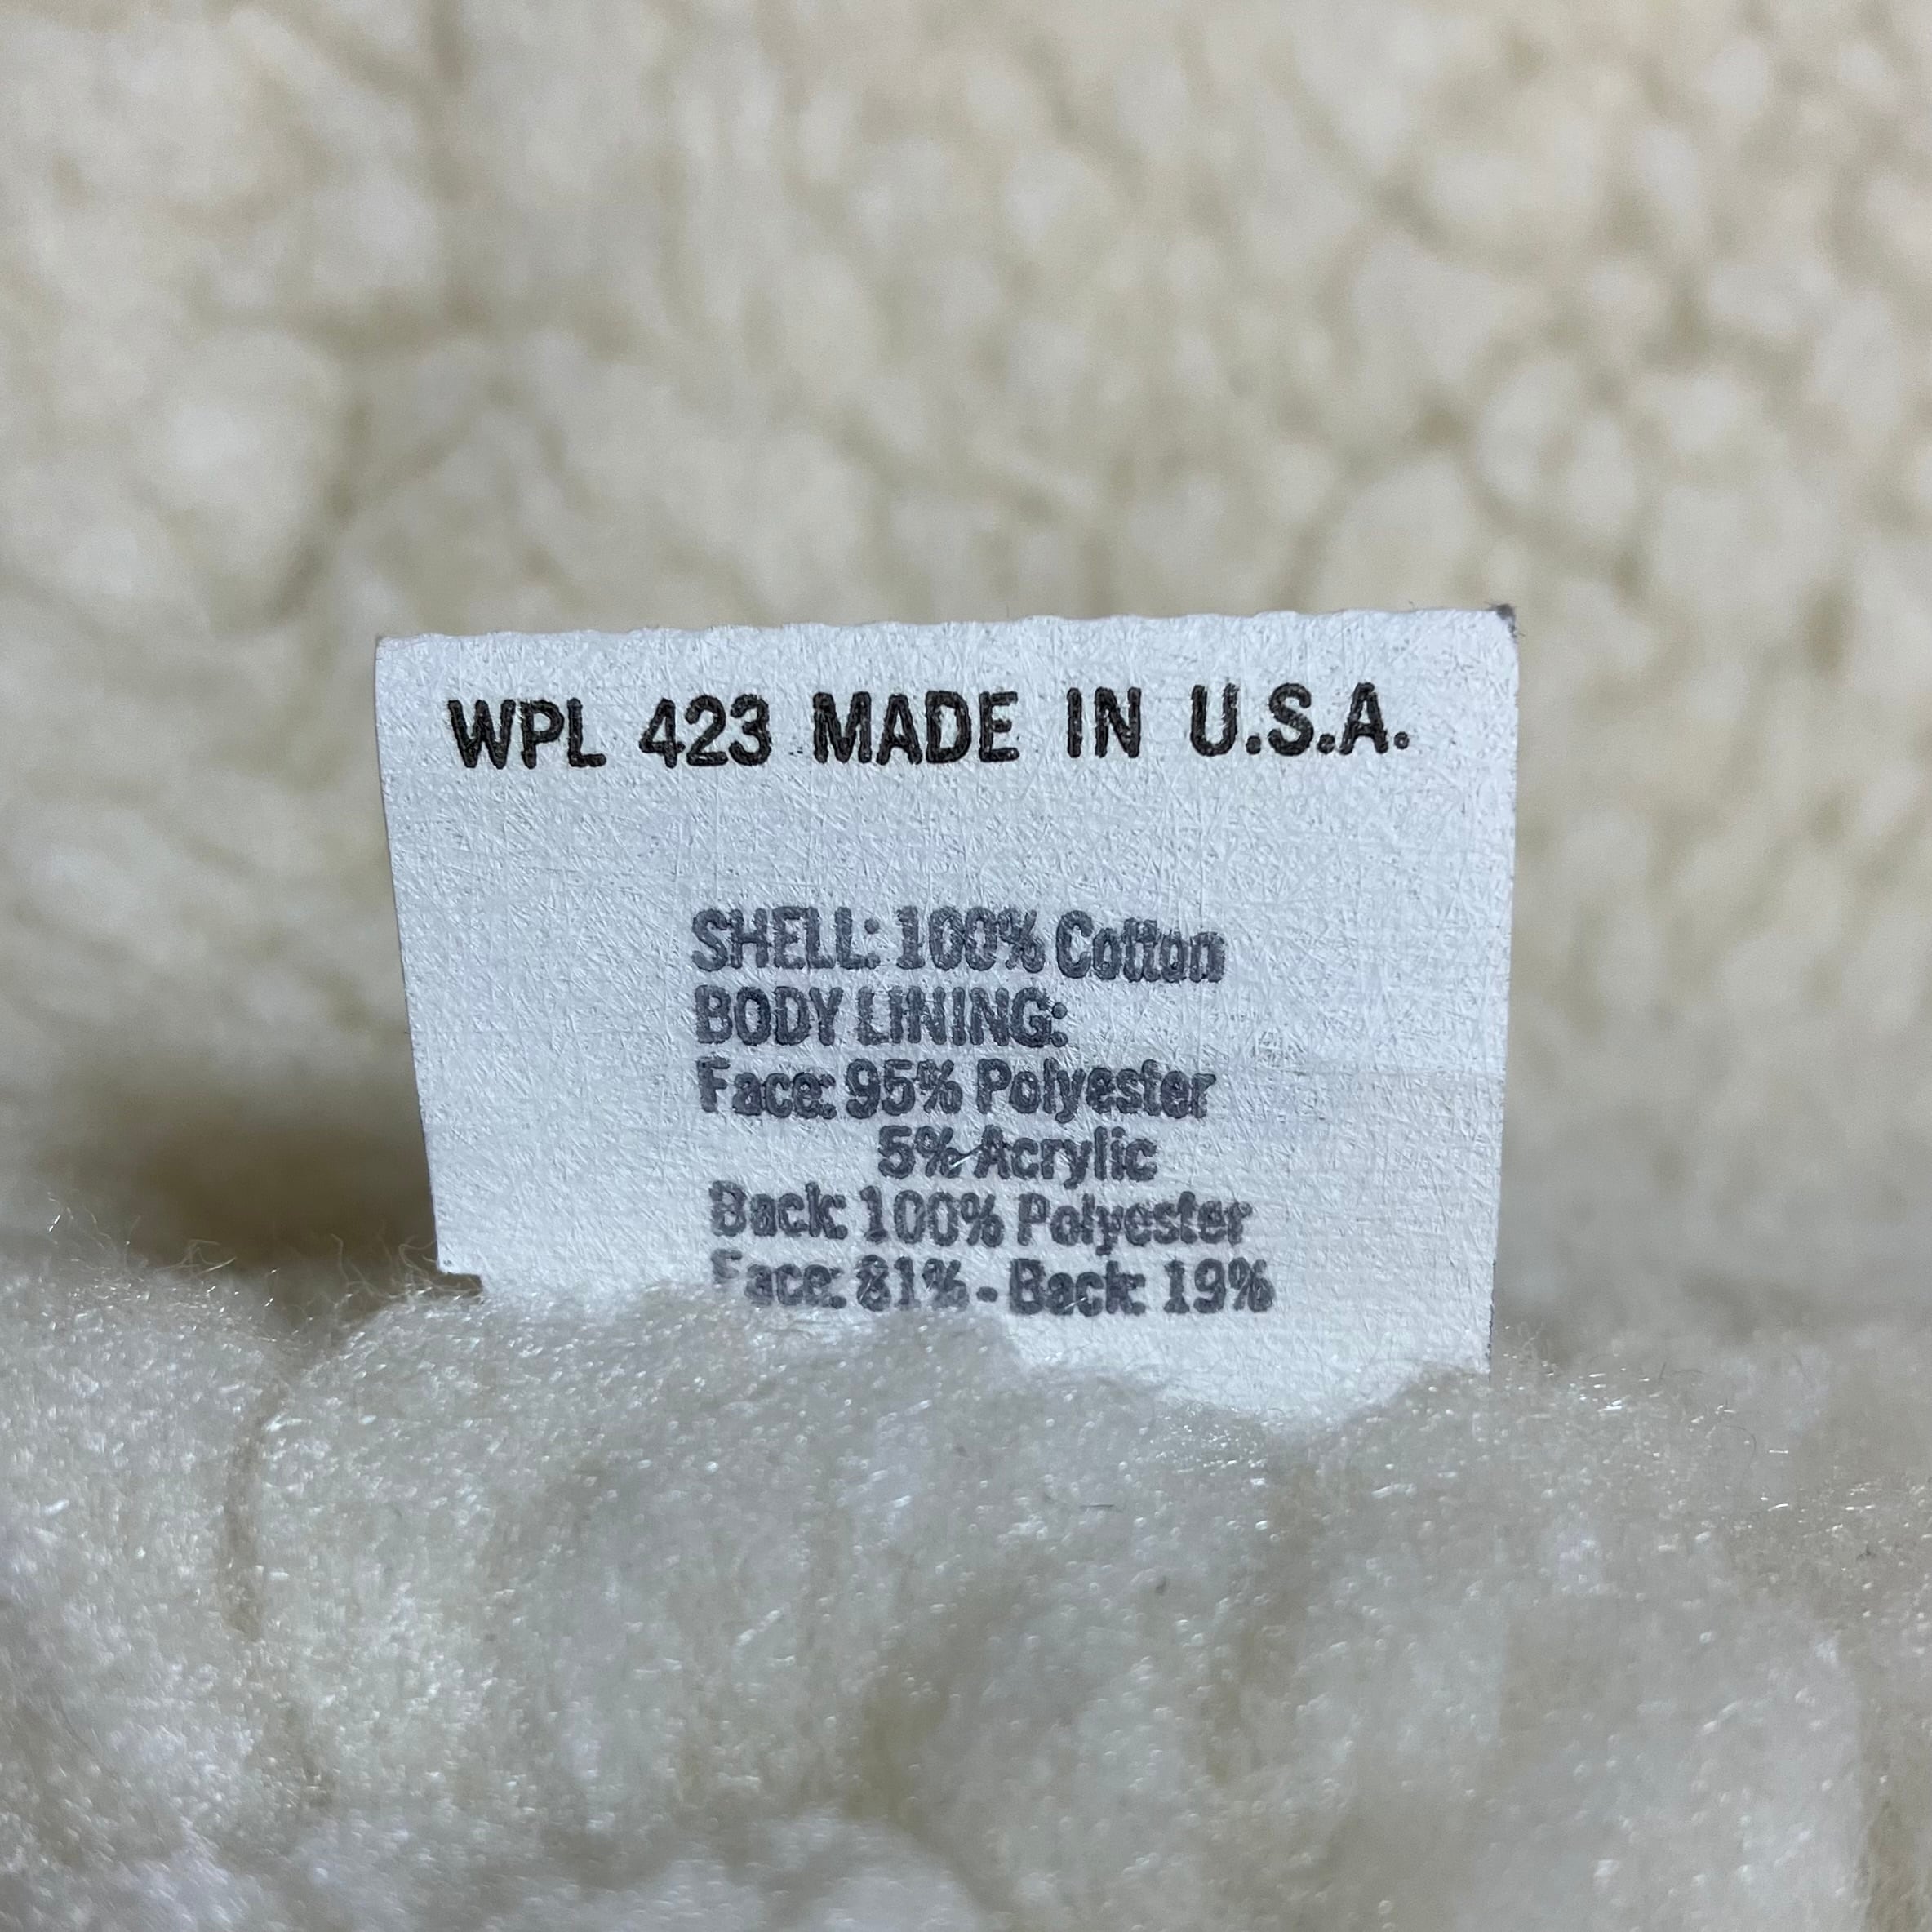 WPL 423 MADE IN U.S.A.
SHELL: 100% Cotton
BODY LINING:
Face: 95% Polyester
5% Acrylic
Back: 100% Polyester
Face: 81% - Back: 19%